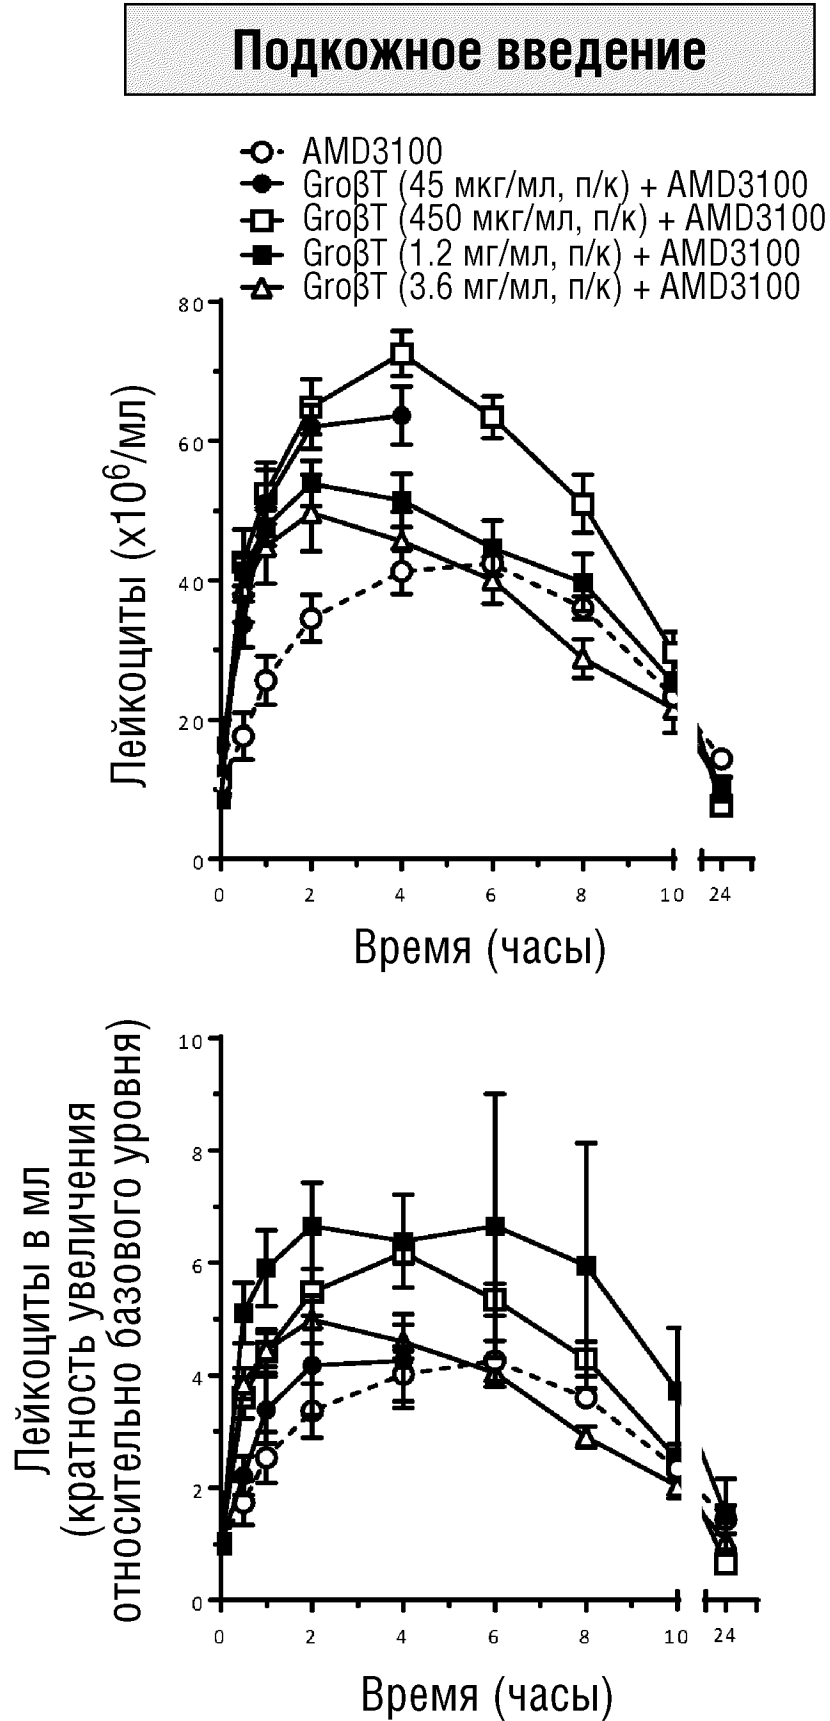 Подкожное введение
AMD3100
GroβT (45 мкг/мл, п/к) + AMD3100
GroβT (450 мкг/мл, п/к) + AMD3100
GroβT (1.2 мг/мл, п/к) + AMD3100
GroβT (3.6 мг/мл, п/к) + AMD3100
Лейкоциты (x10⁶/мл)
80
60
40
20
0
0 2 4 6 8 10 24
Время (часы)
Лейкоциты в мл
(кратность увеличения
относительно базового уровня)
10
8
6
4
2
0
0 2 4 6 8 10 24
Время (часы)